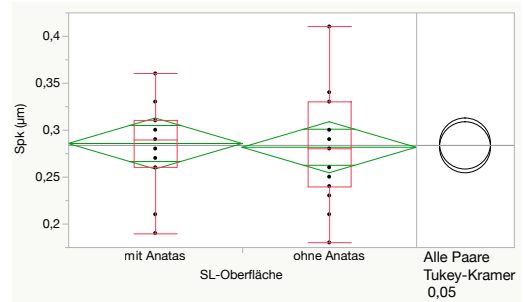 Spk (µm)
0,4
0,35
0,3
0,25
0,2
mit Anatas
ohne Anatas
SL-Oberfläche
Alle Paare
Tukey-Kramer
0,05